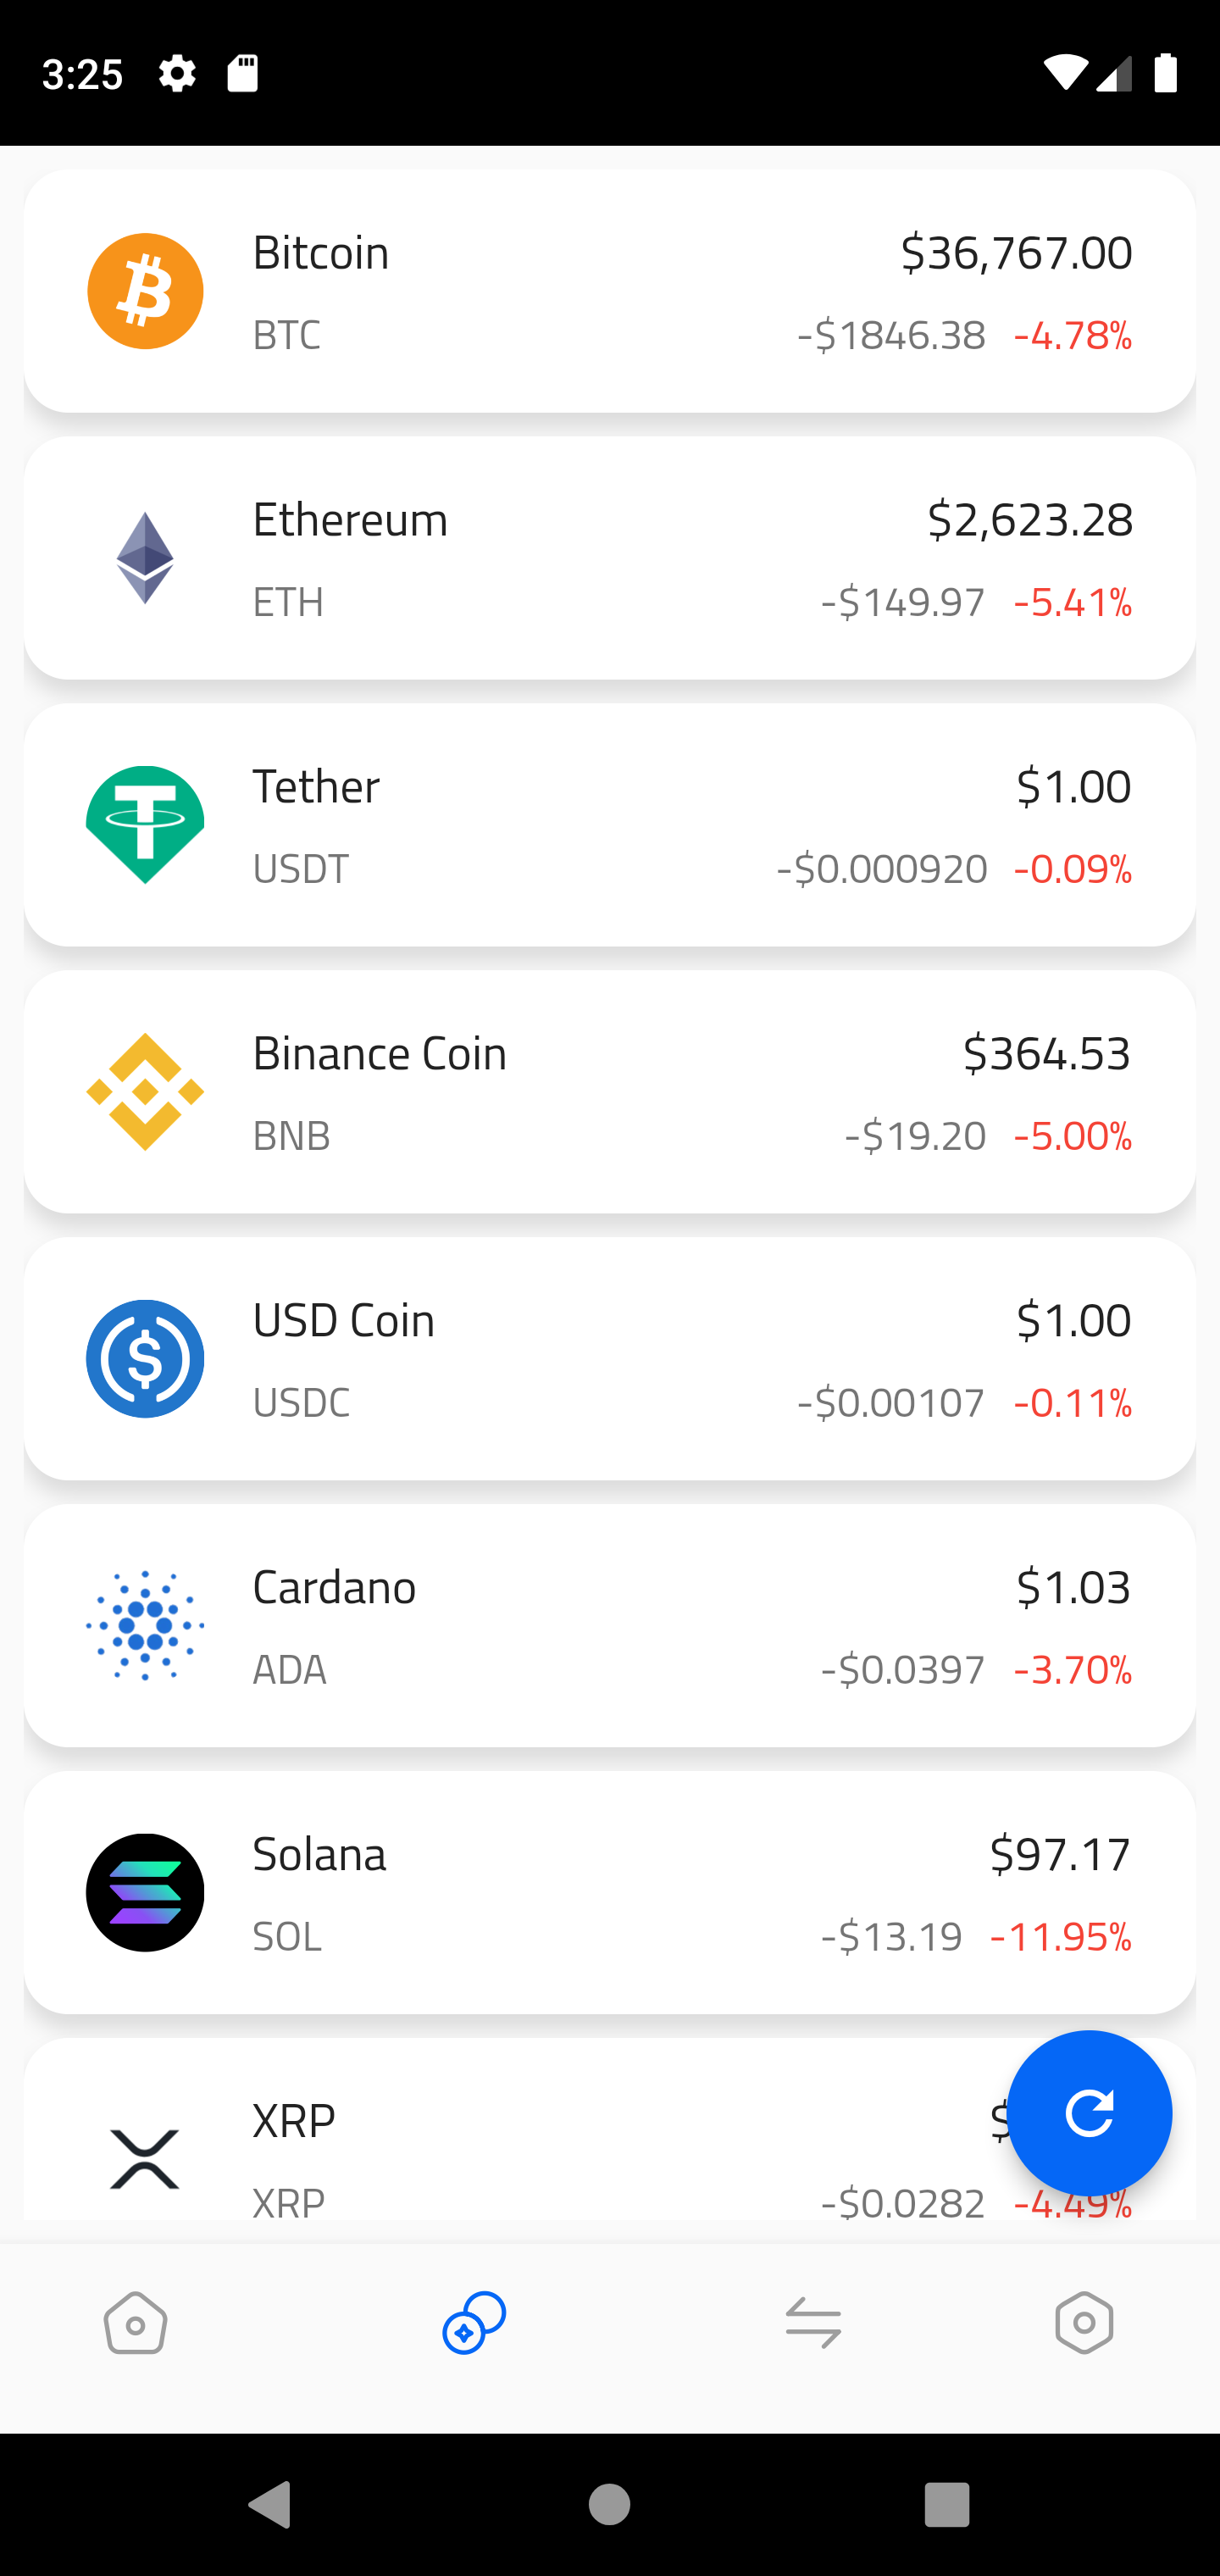 3:25
Bitcoin $36,767.00
BTC -$1846.38 -4.78%
Ethereum $2,623.28
ETH -$149.97 -5.41%
Tether $1.00
USDT -$0.000920 -0.09%
Binance Coin $364.53
BNB -$19.20 -5.00%
USD Coin $1.00
USDC -$0.00107 -0.11%
Cardano $1.03
ADA -$0.0397 -3.70%
Solana $97.17
SOL -$13.19 -11.95%
XRP $
XRP -$0.0282 -4.49%